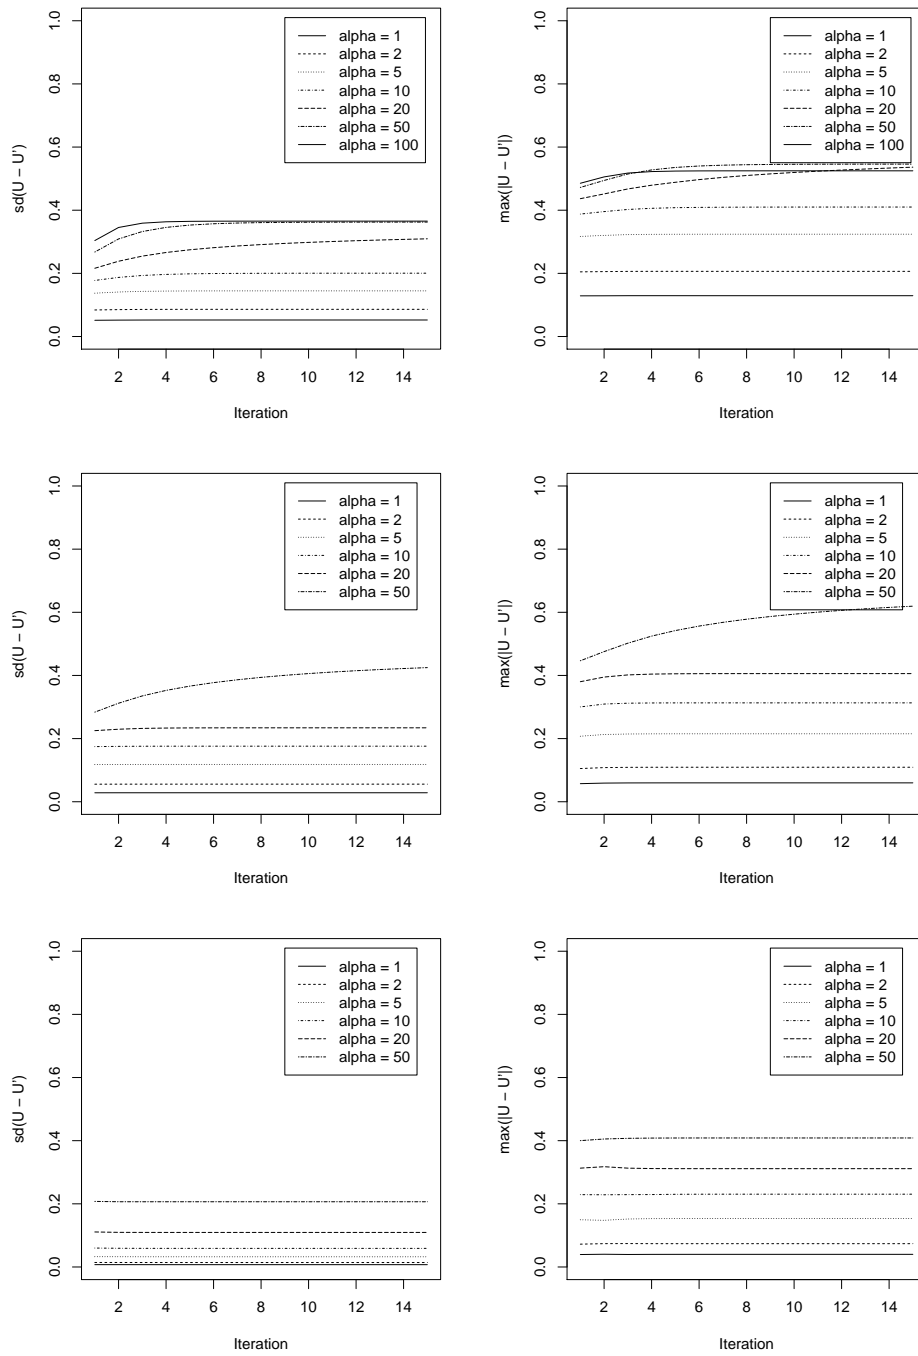 alpha = 1
alpha = 2
alpha = 5
alpha = 10
alpha = 20
alpha = 50
alpha = 100
sd(U − U')
0.0 0.2 0.4 0.6 0.8 1.0
2 4 6 8 10 12 14
Iteration
alpha = 1
alpha = 2
alpha = 5
alpha = 10
alpha = 20
alpha = 50
alpha = 100
max(|U − U'|)
0.0 0.2 0.4 0.6 0.8 1.0
2 4 6 8 10 12 14
Iteration
alpha = 1
alpha = 2
alpha = 5
alpha = 10
alpha = 20
alpha = 50
sd(U − U')
0.0 0.2 0.4 0.6 0.8 1.0
2 4 6 8 10 12 14
Iteration
alpha = 1
alpha = 2
alpha = 5
alpha = 10
alpha = 20
alpha = 50
max(|U − U'|)
0.0 0.2 0.4 0.6 0.8 1.0
2 4 6 8 10 12 14
Iteration
alpha = 1
alpha = 2
alpha = 5
alpha = 10
alpha = 20
alpha = 50
sd(U − U')
0.0 0.2 0.4 0.6 0.8 1.0
2 4 6 8 10 12 14
Iteration
alpha = 1
alpha = 2
alpha = 5
alpha = 10
alpha = 20
alpha = 50
max(|U − U'|)
0.0 0.2 0.4 0.6 0.8 1.0
2 4 6 8 10 12 14
Iteration